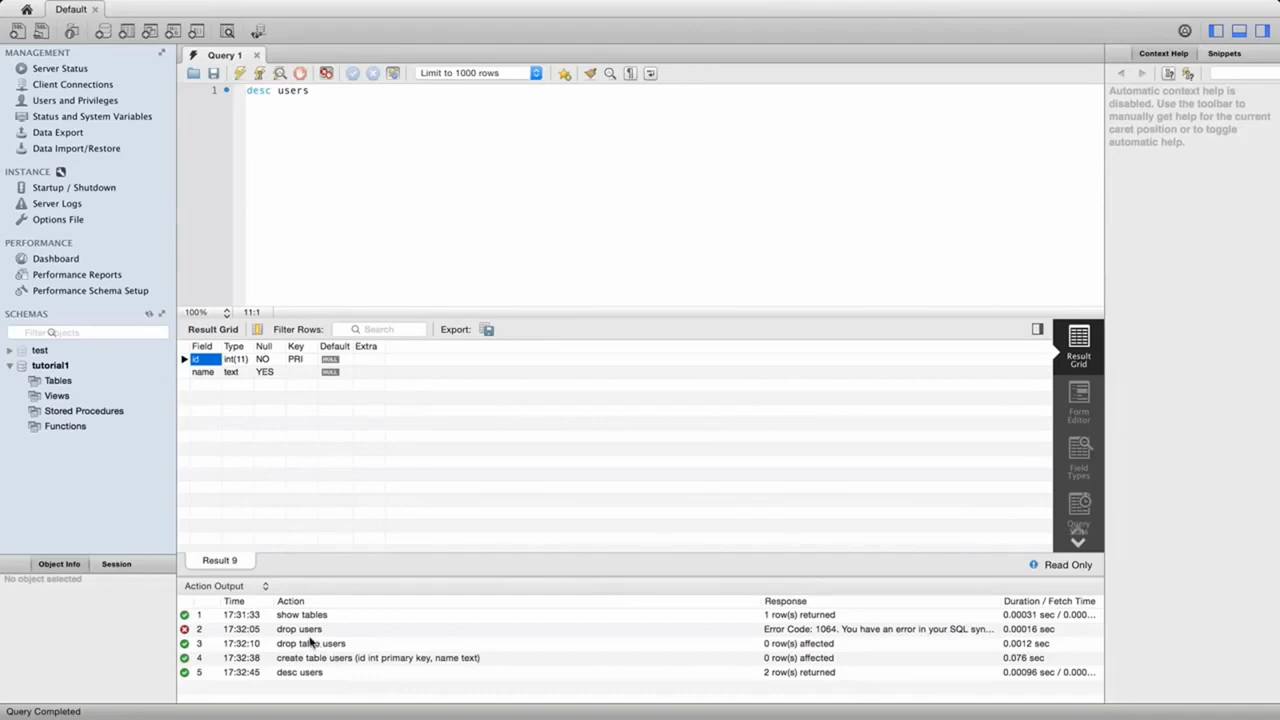 Default
MANAGEMENT
Server Status
Client Connections
Users and Privileges
Status and System Variables
Data Export
Data Import/Restore
INSTANCE
Startup / Shutdown
Server Logs
Options File
PERFORMANCE
Dashboard
Performance Reports
Performance Schema Setup
SCHEMAS
Filter objects
test
tutorial1
Tables
Views
Stored Procedures
Functions
Object Info Session
No object selected
Query 1
Limit to 1000 rows
1 desc users
100% 11:1
Result Grid Filter Rows: Search Export:
Field Type Null Key Default Extra
id int(11) NO PRI NULL
name text YES NULL
Result Grid
Form Editor
Field Types
Query
Result 9 Read Only
Action Output
Time Action Response Duration / Fetch Time
1 17:31:33 show tables 1 row(s) returned 0.00031 sec / 0.000...
2 17:32:05 drop users Error Code: 1064. You have an error in your SQL syn... 0.00016 sec
3 17:32:10 drop table users 0 row(s) affected 0.0012 sec
4 17:32:38 create table users (id int primary key, name text) 0 row(s) affected 0.076 sec
5 17:32:45 desc users 2 row(s) returned 0.00096 sec / 0.000...
Context Help Snippets
Automatic context help is
disabled. Use the toolbar to
manually get help for the current
caret position or to toggle
automatic help.
Query Completed